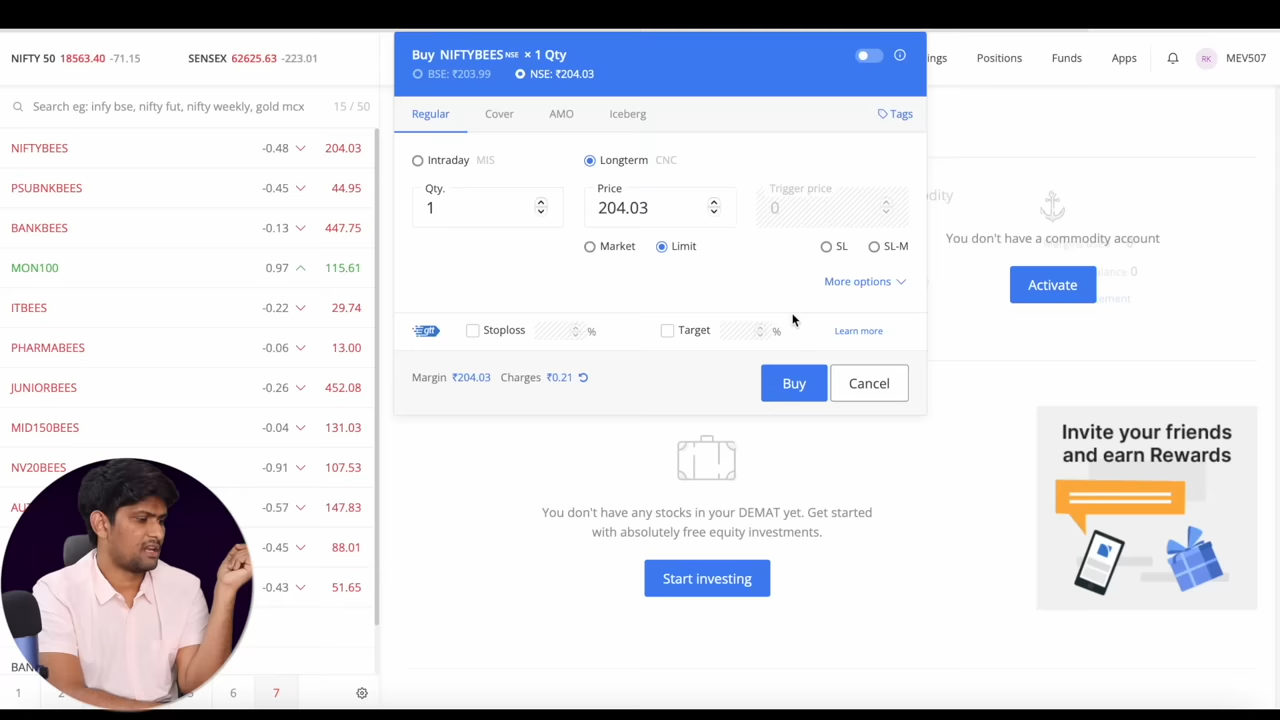 NIFTY 50 18563.40 -71.15
SENSEX 62625.63 -223.01
Search eg: infy bse, nifty fut, nifty weekly, gold mcx 15 / 50
NIFTYBEES -0.48 204.03
PSUBNKBEES -0.45 44.95
BANKBEES -0.13 447.75
MON100 0.97 115.61
ITBEES -0.22 29.74
PHARMABEES -0.06 13.00
JUNIORBEES -0.26 452.08
MID150BEES -0.04 131.03
NV20BEES -0.91 107.53
-0.57 147.83
-0.45 88.01
-0.43 51.65
1 6 7
Buy NIFTYBEES NSE × 1 Qty
BSE: ₹203.99 NSE: ₹204.03
Regular Cover AMO Iceberg Tags
Intraday MIS Longterm CNC
Qty. Price Trigger price
1 204.03 0
Market Limit SL SL-M
More options
Stoploss % Target % Learn more
Margin ₹204.03 Charges ₹0.21 Buy Cancel
You don't have any stocks in your DEMAT yet. Get started
with absolutely free equity investments.
Start investing
Positions Funds Apps RK MEV507
You don't have a commodity account
Activate
Invite your friends
and earn Rewards